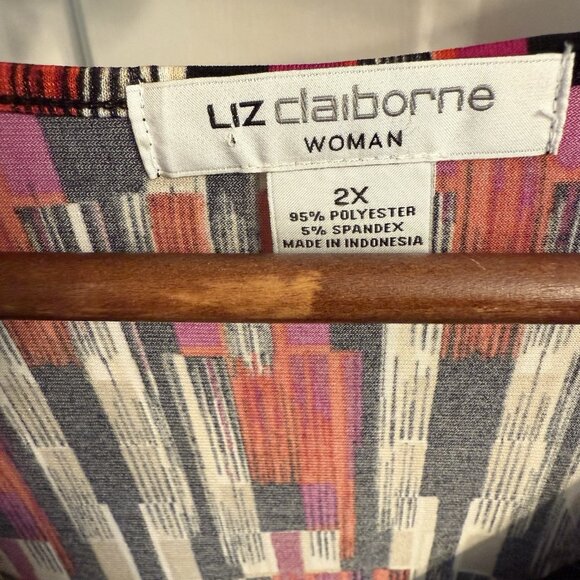 LIZ claiborne
WOMAN
2X
95% POLYESTER
5% SPANDEX
MADE IN INDONESIA